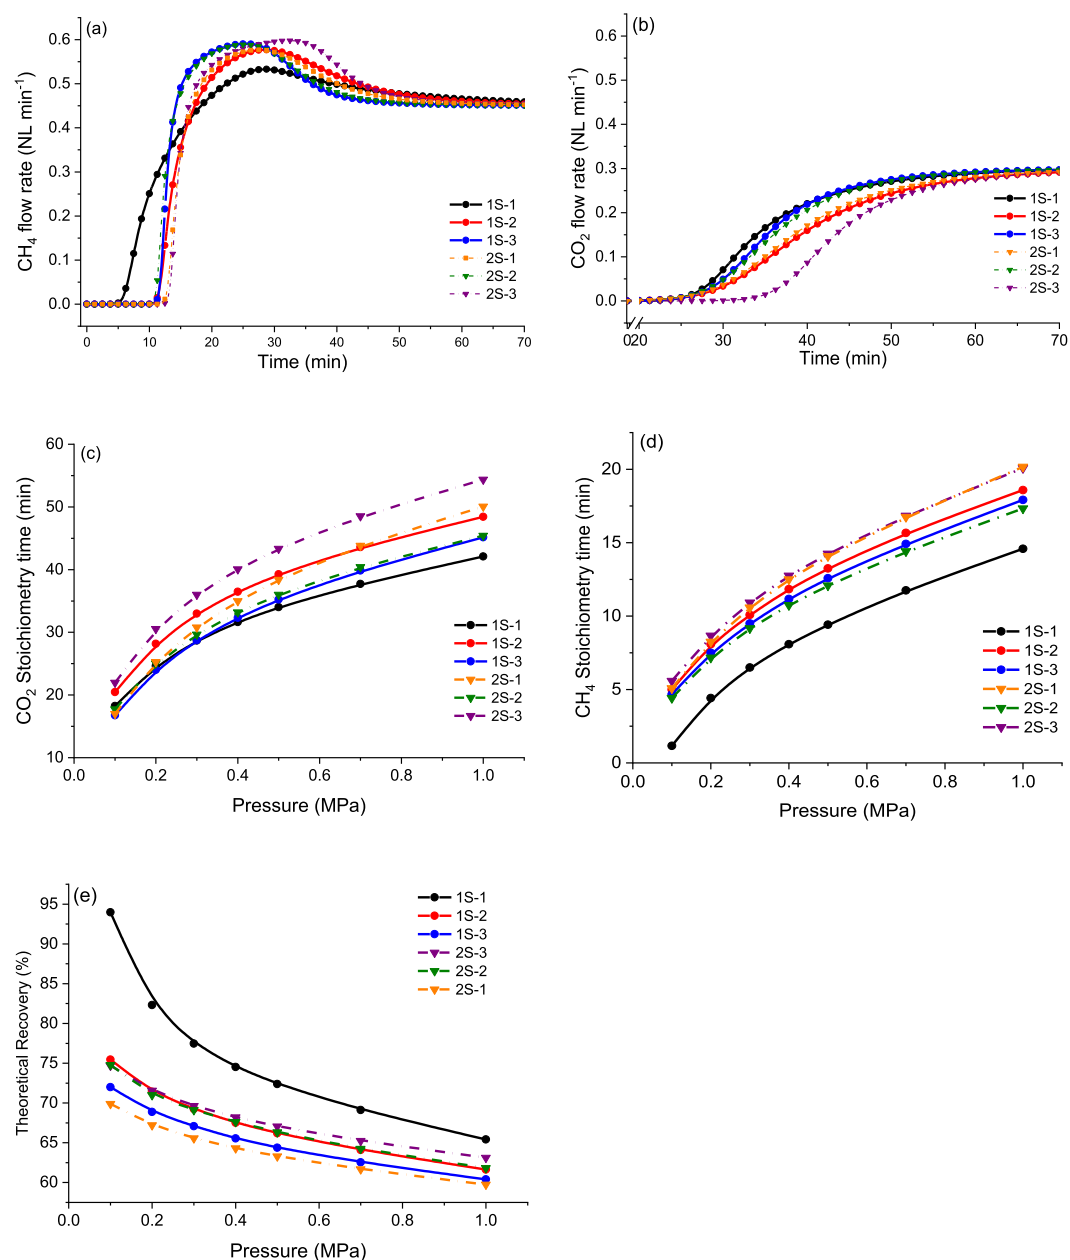 (a)
CH4 flow rate (NL min-1)
0.6
0.5
0.4
0.3
0.2
0.1
0.0
0 10 20 30 40 50 60 70
Time (min)
1S-1
1S-2
1S-3
2S-1
2S-2
2S-3
(b)
CO2 flow rate (NL min-1)
0.6
0.5
0.4
0.3
0.2
0.1
0.0
0 20 30 40 50 60 70
Time (min)
1S-1
1S-2
1S-3
2S-1
2S-2
2S-3
(c)
CO2 Stoichiometry time (min)
60
50
40
30
20
10
0.0 0.2 0.4 0.6 0.8 1.0
Pressure (MPa)
1S-1
1S-2
1S-3
2S-1
2S-2
2S-3
(d)
CH4 Stoichiometry time (min)
20
15
10
5
0
0.0 0.2 0.4 0.6 0.8 1.0
Pressure (MPa)
1S-1
1S-2
1S-3
2S-1
2S-2
2S-3
(e)
Theoretical Recovery (%)
95
90
85
80
75
70
65
60
0.0 0.2 0.4 0.6 0.8 1.0
Pressure (MPa)
1S-1
1S-2
1S-3
2S-3
2S-2
2S-1